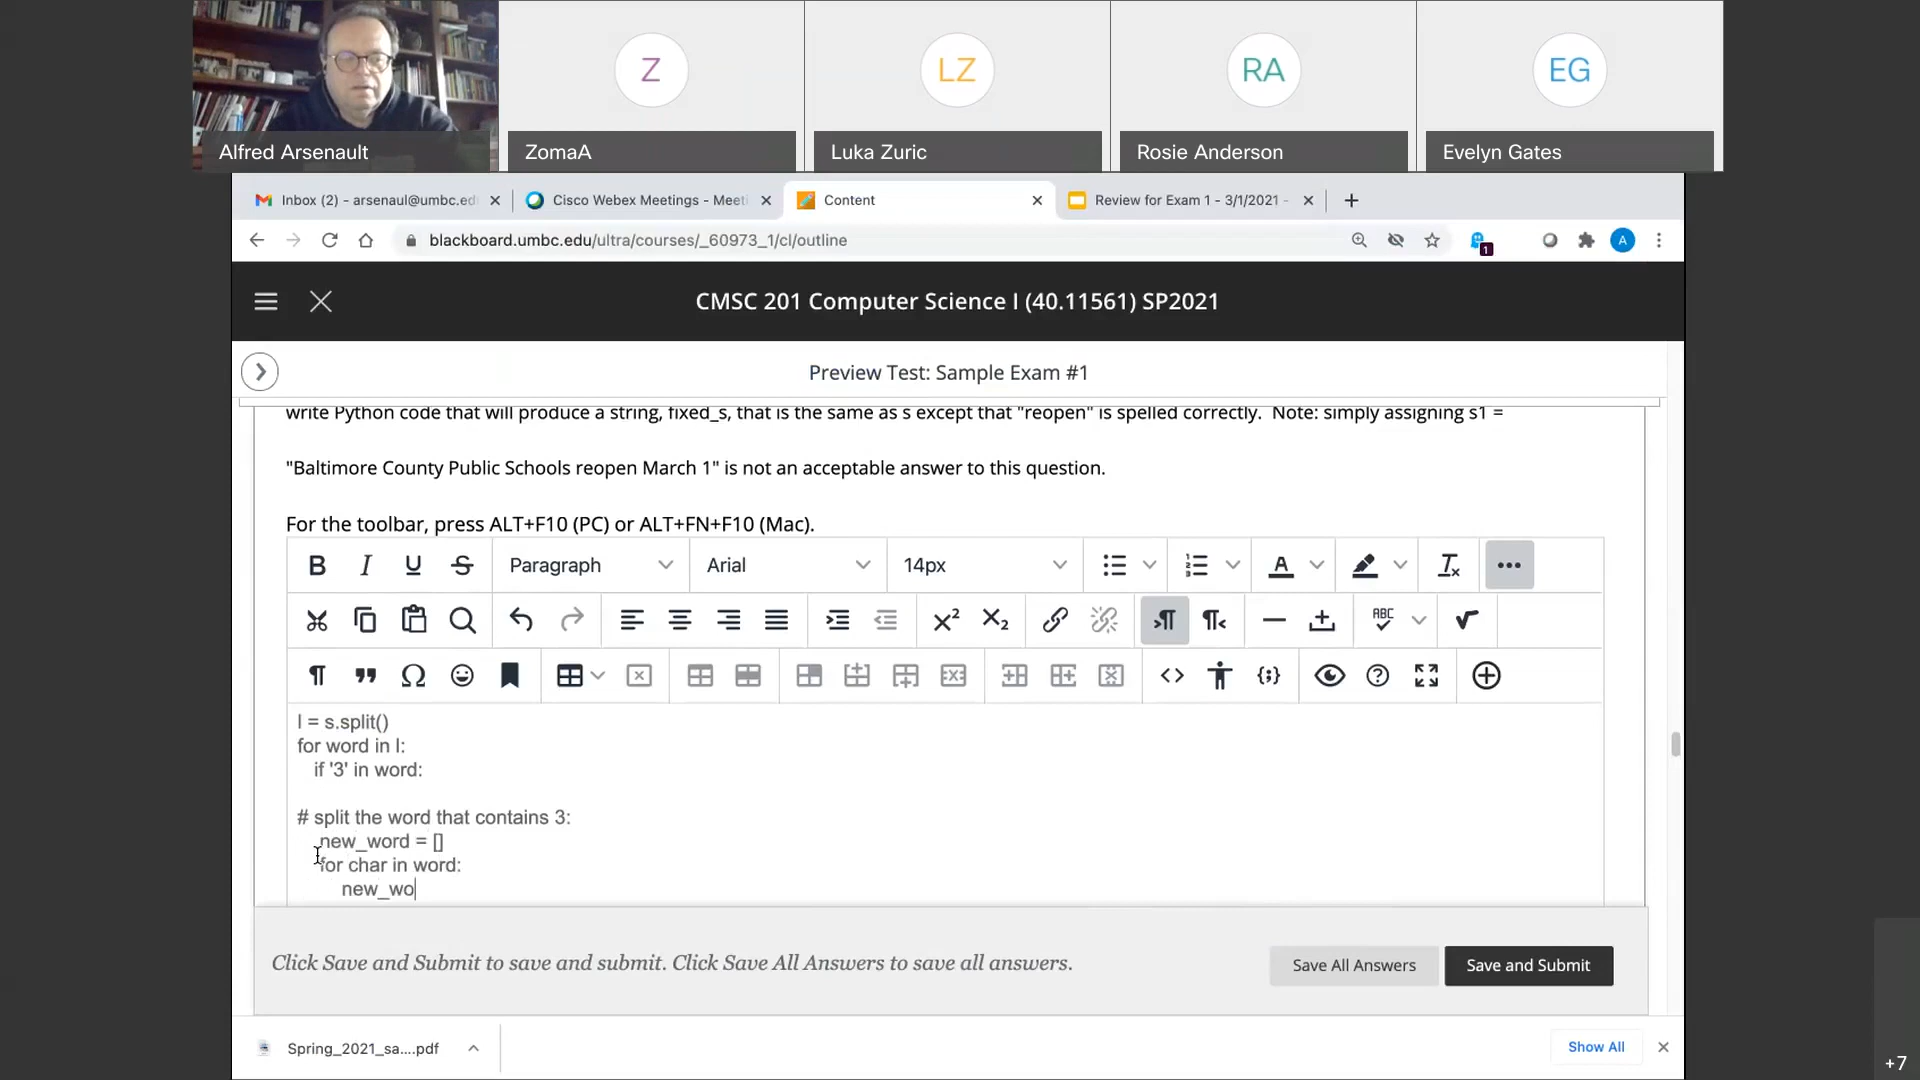 Z
LZ
RA
EG
Alfred Arsenault
ZomaA
Luka Zuric
Rosie Anderson
Evelyn Gates
Inbox (2) - arsenaul@umbc.ed
Cisco Webex Meetings - Meeti
Content
Review for Exam 1 - 3/1/2021 -
blackboard.umbc.edu/ultra/courses/_60973_1/cl/outline
1
A
CMSC 201 Computer Science I (40.11561) SP2021
Preview Test: Sample Exam #1
write Python code that will produce a string, fixed_s, that is the same as s except that "reopen" is spelled correctly. Note: simply assigning s1 =
"Baltimore County Public Schools reopen March 1" is not an acceptable answer to this question.
For the toolbar, press ALT+F10 (PC) or ALT+FN+F10 (Mac).
Paragraph
Arial
14px
l = s.split()
for word in l:
if '3' in word:
# split the word that contains 3:
new_word = []
for char in word:
new_wo
Click Save and Submit to save and submit. Click Save All Answers to save all answers.
Save All Answers
Save and Submit
Spring_2021_sa....pdf
Show All
+7